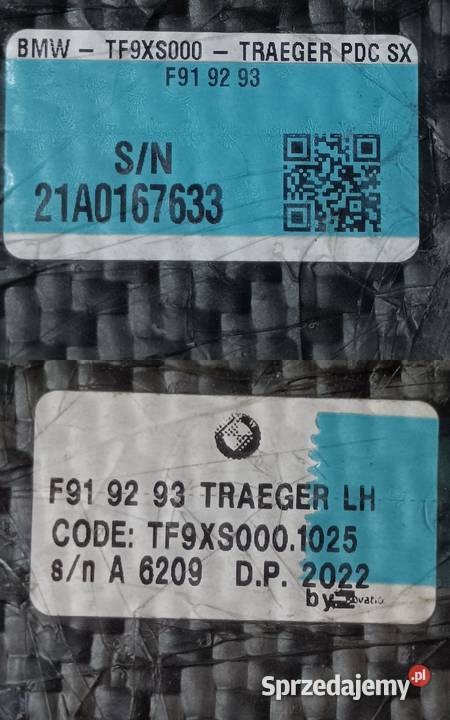 BMW - TF9XS000 - TRAEGER PDC SX
F91 92 93
S/N
21A0167633
F91 92 93 TRAEGER LH
CODE: TF9XS000.1025
s/n A 6209 D.P. 2022
by
Sprzedajemy.pl